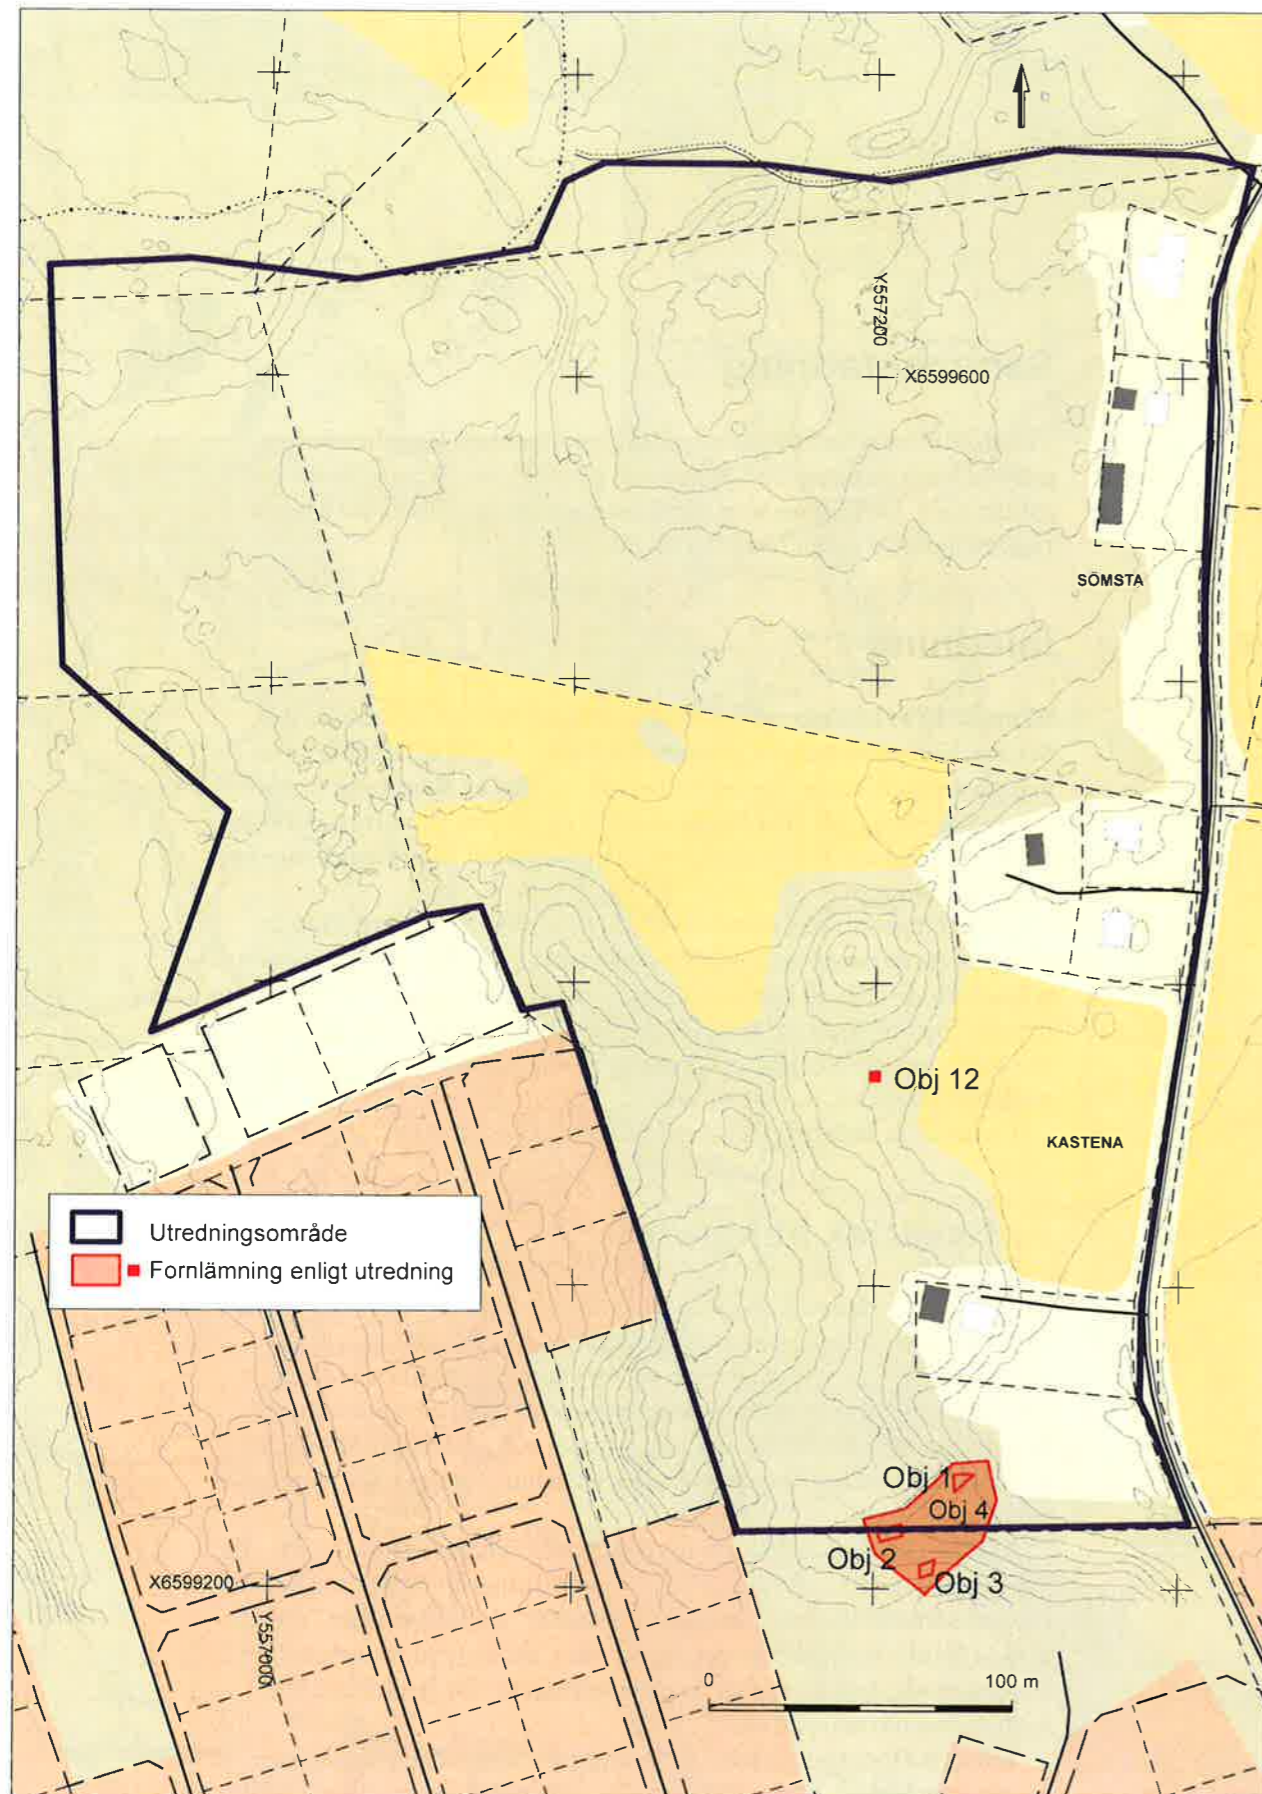 Y557200
X6599600
SÖMSTA
Obj 12
KASTENA
Utredningsområde
Fornlämning enligt utredning
Obj 1
Obj 4
Obj 2
Obj 3
X6599200
Y557000
0 100 m